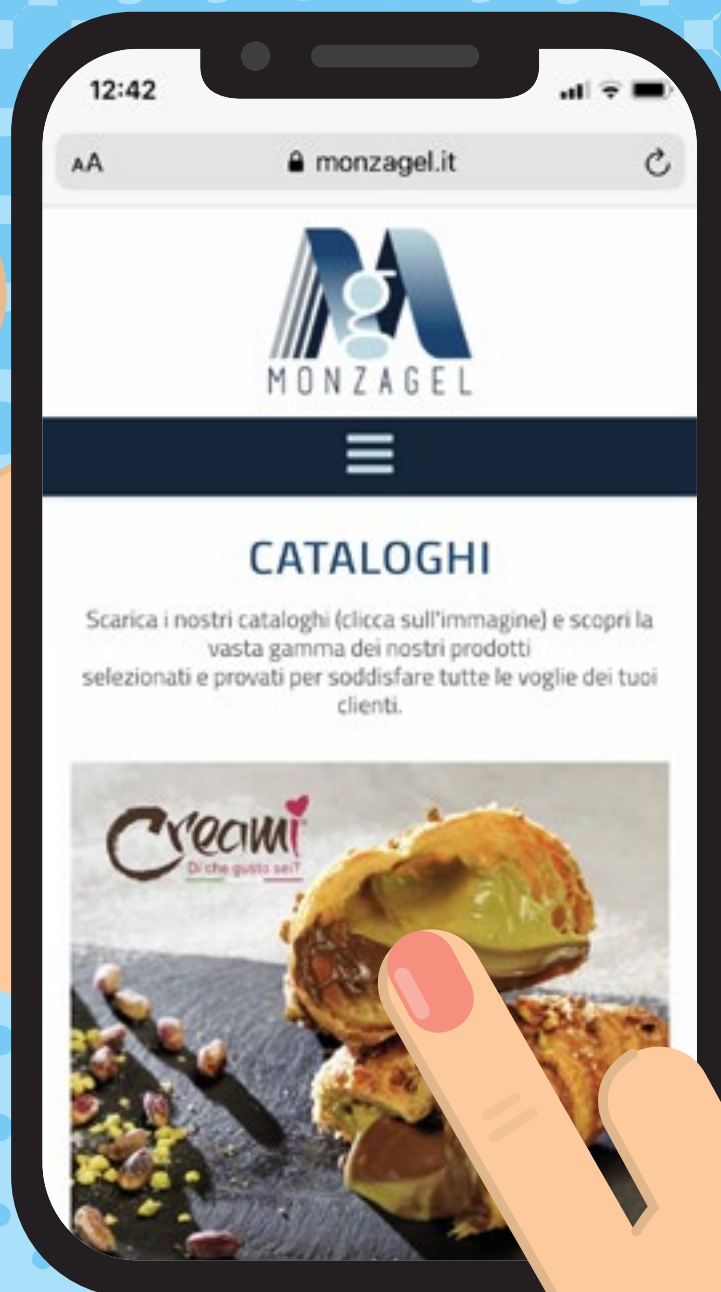 12:42
AA monzagel.it
Mg
MONZAGEL
CATALOGHI
Scarica i nostri cataloghi (clicca sull'immagine) e scopri la
vasta gamma dei nostri prodotti
selezionati e provati per soddisfare tutte le voglie dei tuoi
clienti.
Creami
Di che gusto sei?